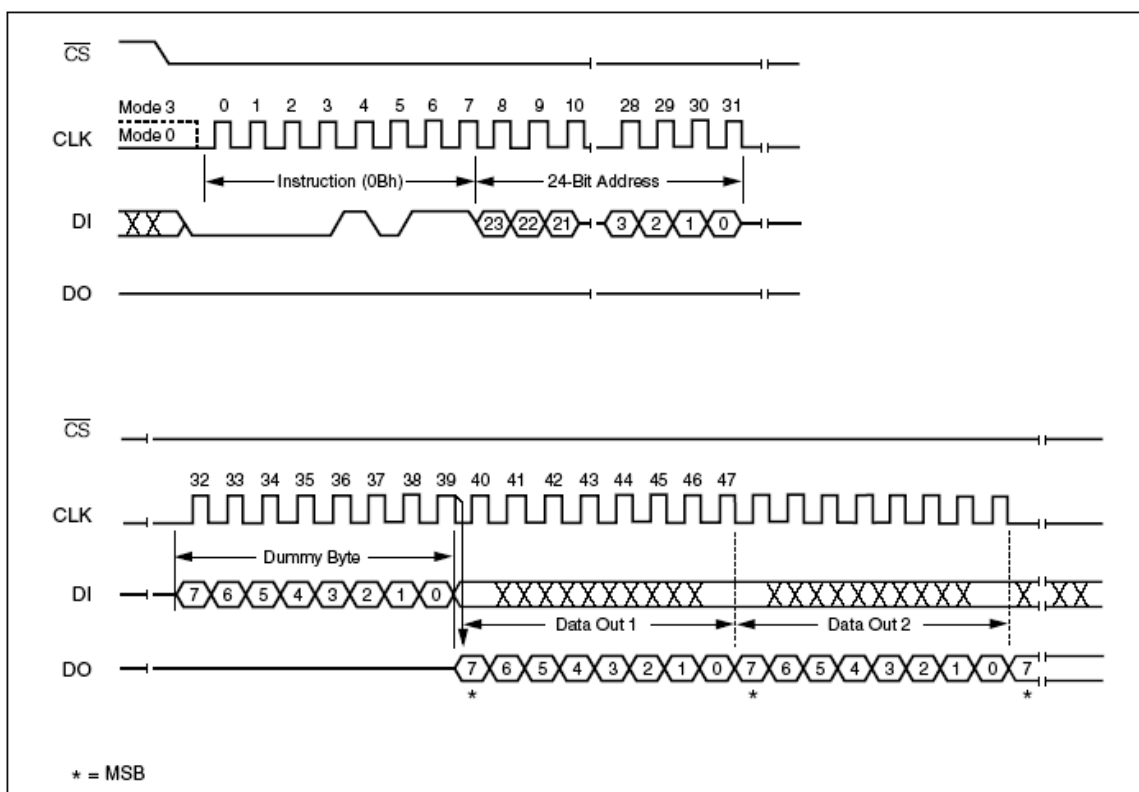 CS
Mode 3 0 1 2 3 4 5 6 7 8 9 10 28 29 30 31
CLK Mode 0
Instruction (0Bh) 24-Bit Address
DI 23 22 21 3 2 1 0
DO
CS
32 33 34 35 36 37 38 39 40 41 42 43 44 45 46 47
CLK
Dummy Byte
DI 7 6 5 4 3 2 1 0
Data Out 1 Data Out 2
DO 7 6 5 4 3 2 1 0 7 6 5 4 3 2 1 0 7
* * *
* = MSB